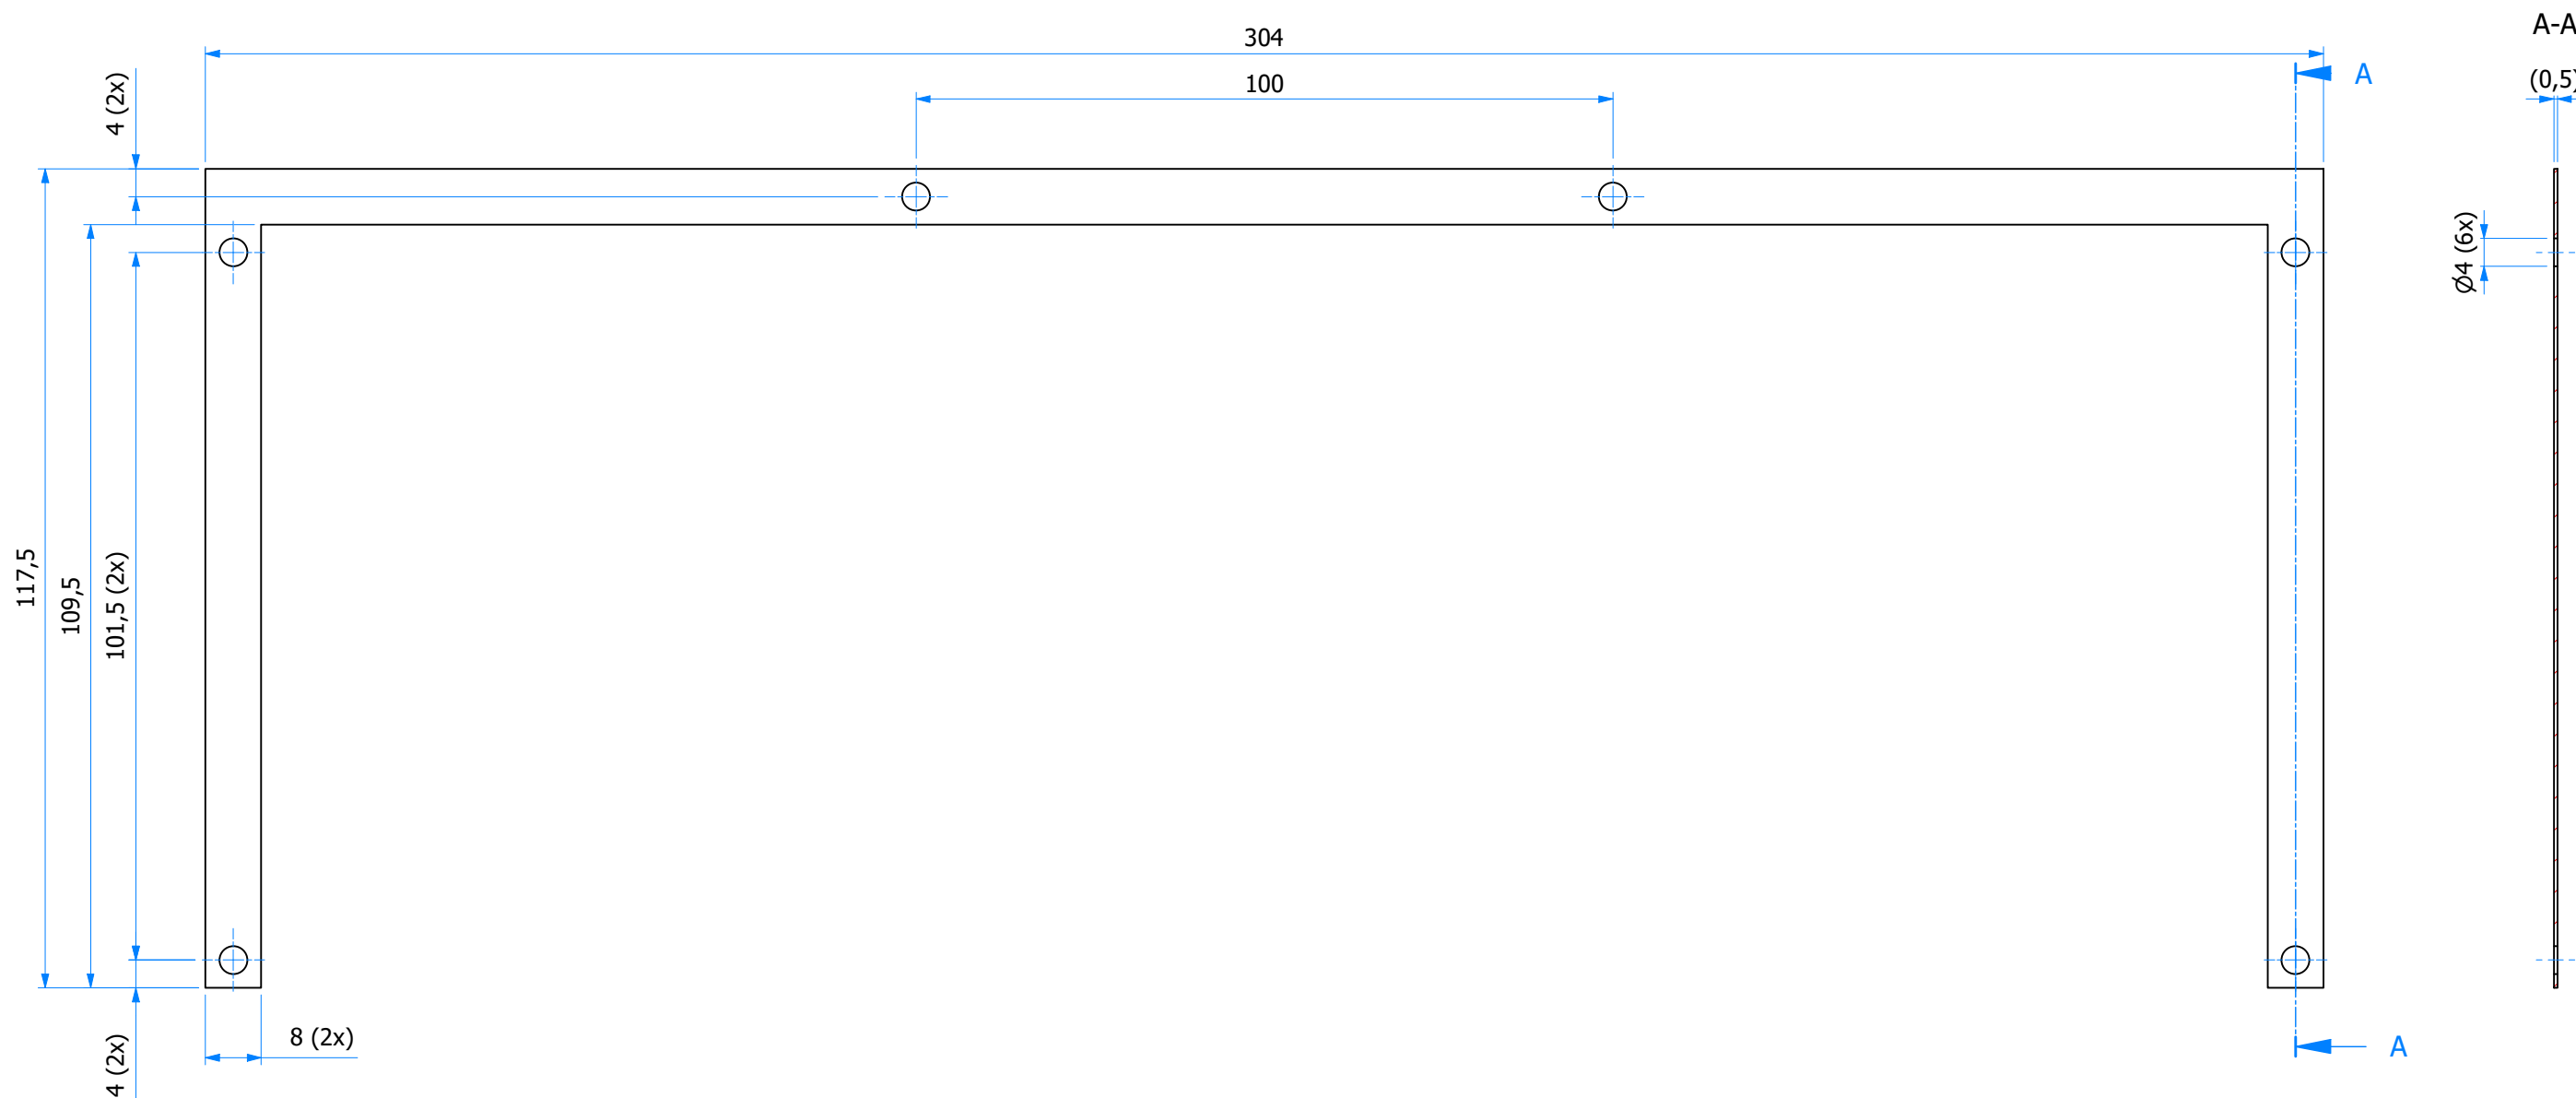 A-A
304
(0,5)
A
100
4 (2x)
Ø4 (6x)
117,5
109,5
101,5 (2x)
8 (2x)
4 (2x)
A